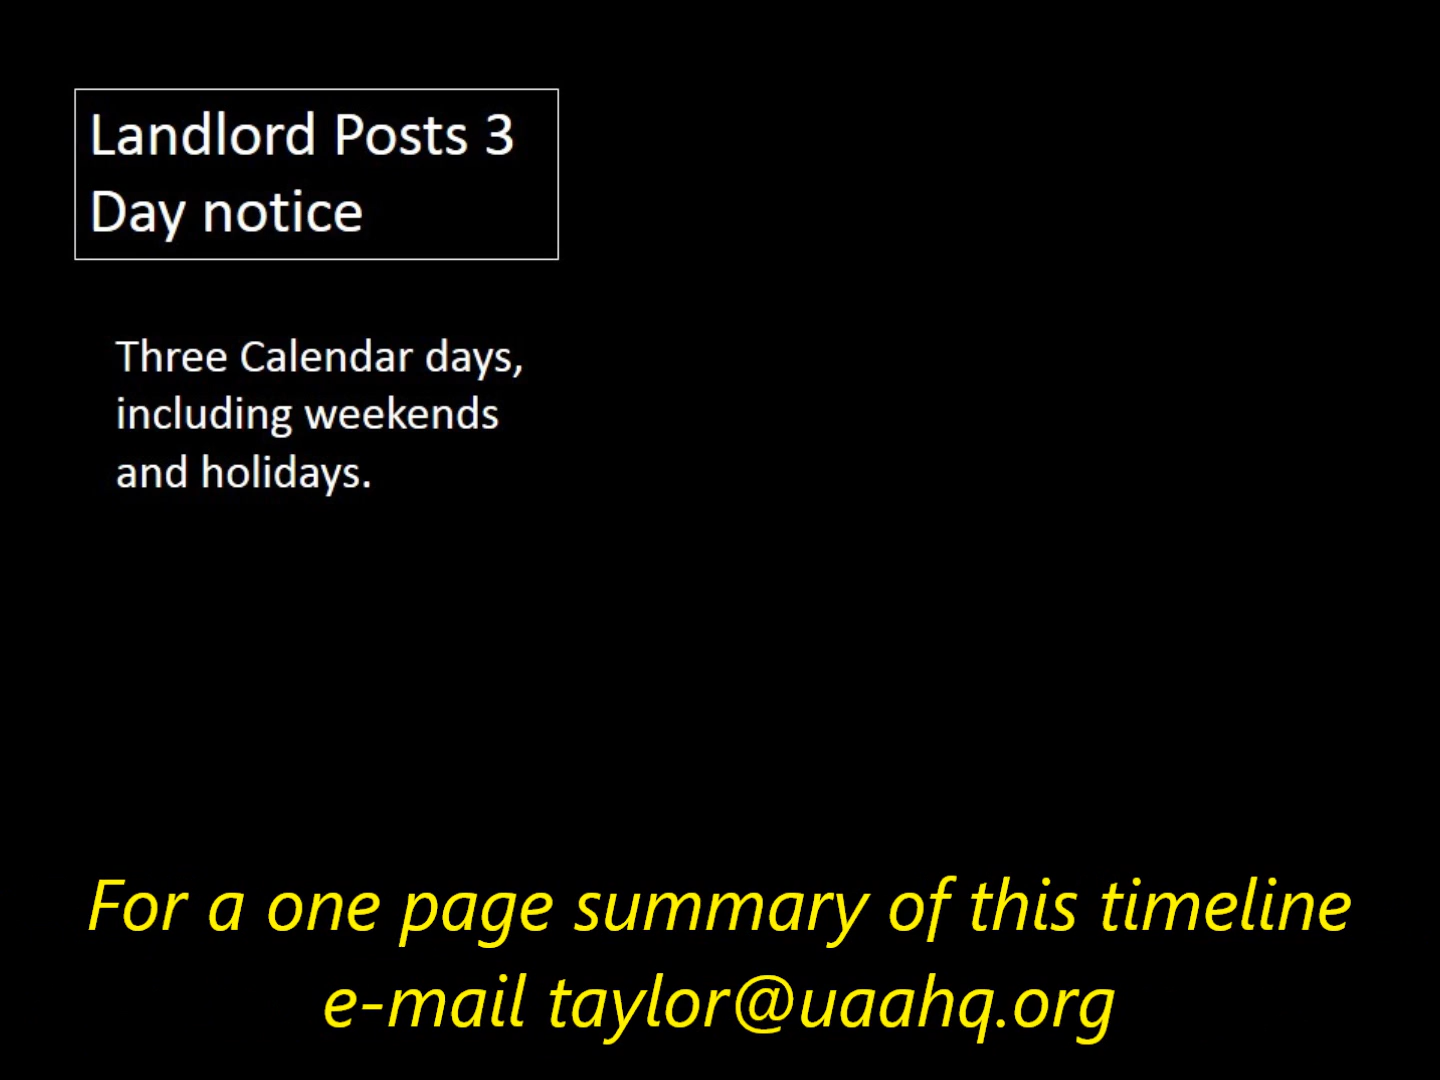 Landlord Posts 3
Day notice
Three Calendar days,
including weekends
and holidays.
For a one page summary of this timeline
e-mail taylor@uaahq.org